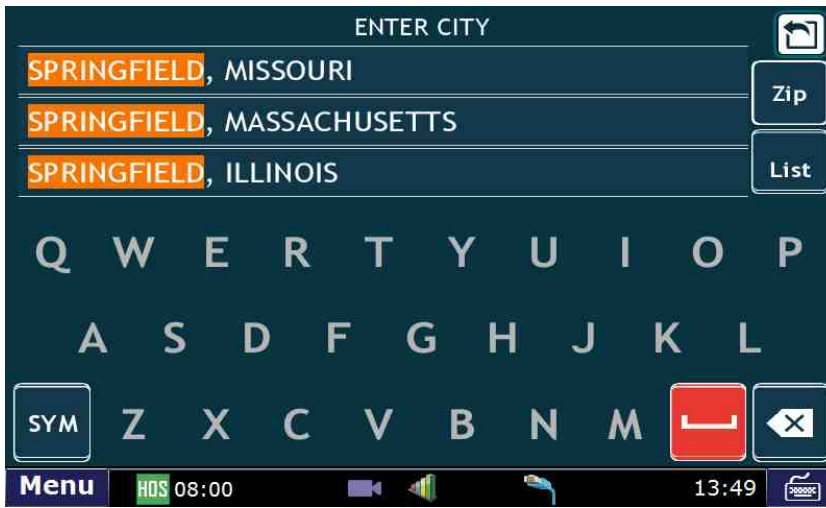 ENTER CITY
SPRINGFIELD, MISSOURI
Zip
SPRINGFIELD, MASSACHUSETTS
SPRINGFIELD, ILLINOIS
List
Q W E R T Y U I O P
A S D F G H J K L
SYM Z X C V B N M
Menu HOS 08:00 13:49